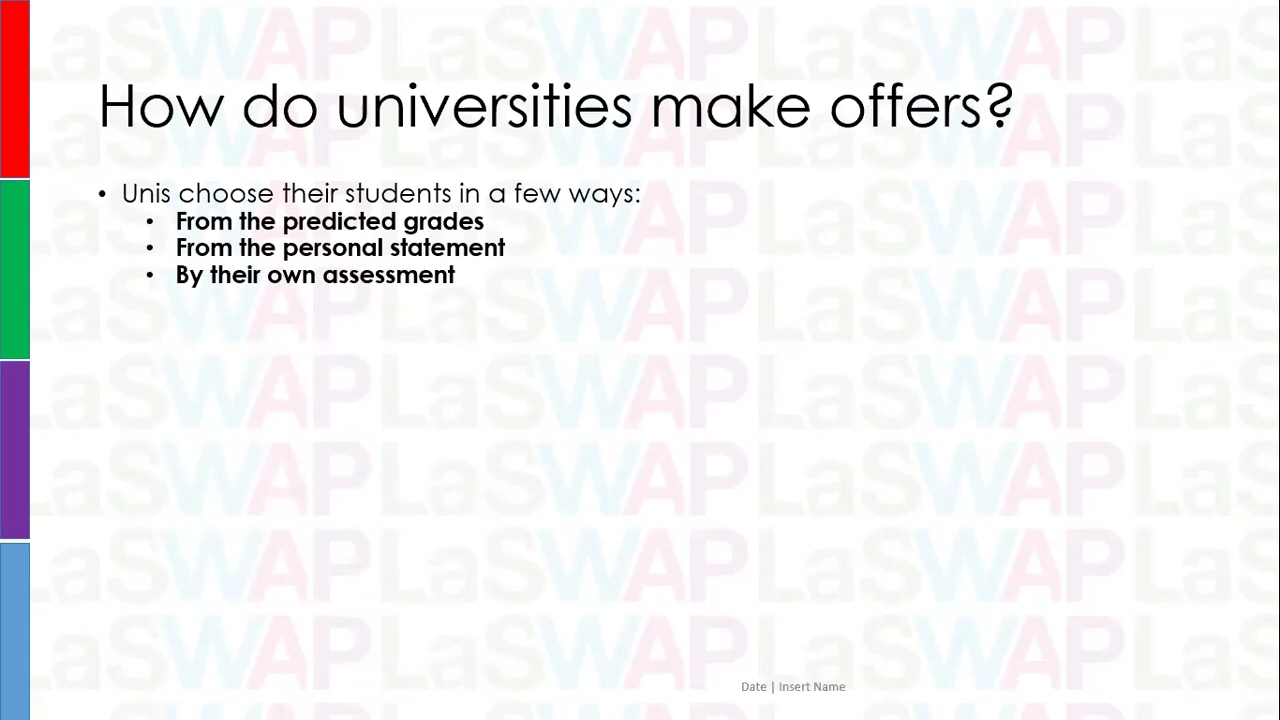 How do universities make offers?
• Unis choose their students in a few ways:
• From the predicted grades
• From the personal statement
• By their own assessment
Date | Insert Name
LaSWAP